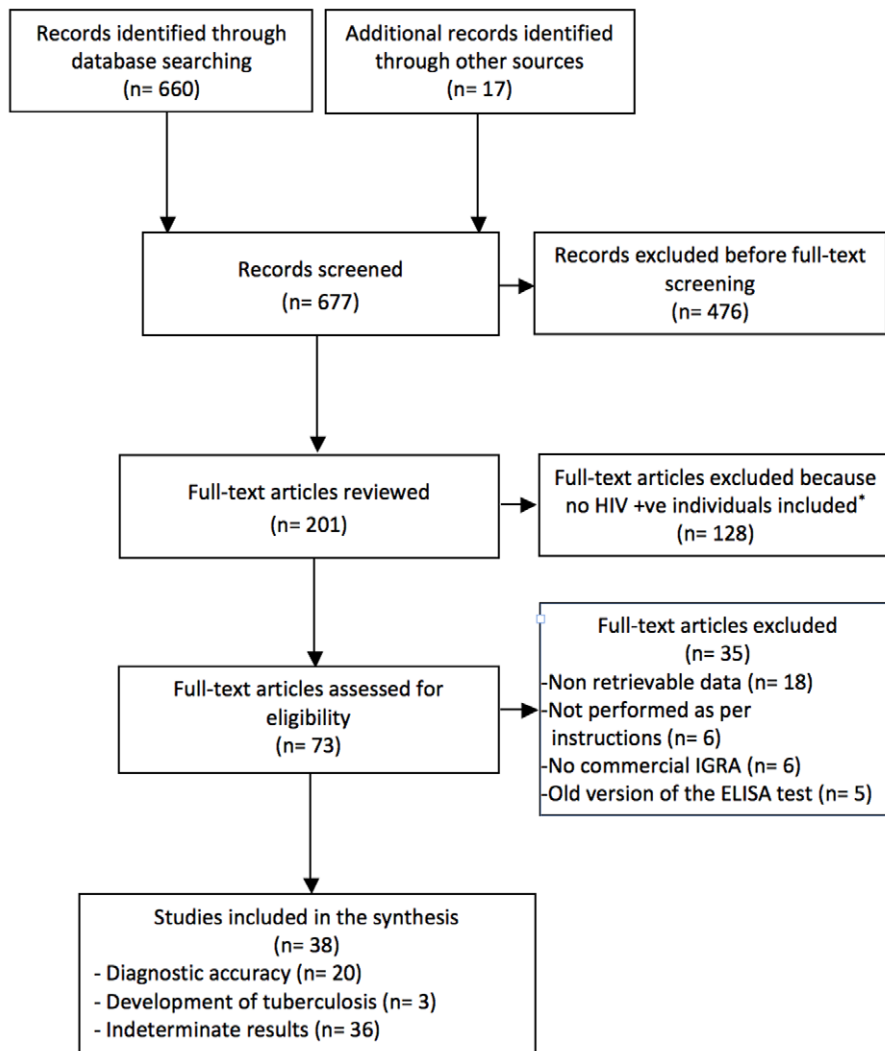 Records identified through
database searching
(n= 660)
Additional records identified
through other sources
(n= 17)
Records screened
(n= 677)
Records excluded before full-text
screening
(n= 476)
Full-text articles reviewed
(n= 201)
Full-text articles excluded because
no HIV +ve individuals included*
(n= 128)
Full-text articles assessed for
eligibility
(n= 73)
Full-text articles excluded
(n= 35)
-Non retrievable data (n= 18)
-Not performed as per
instructions (n= 6)
-No commercial IGRA (n= 6)
-Old version of the ELISA test (n= 5)
Studies included in the synthesis
(n= 38)
- Diagnostic accuracy (n= 20)
- Development of tuberculosis (n= 3)
- Indeterminate results (n= 36)